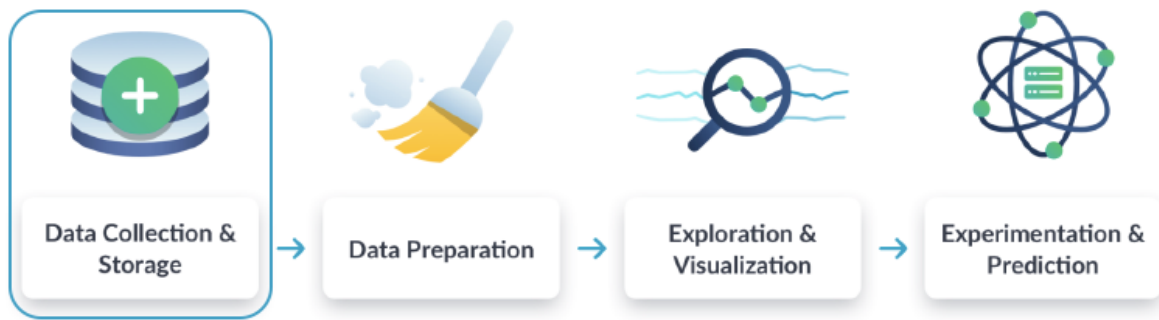 Data Collection &
Storage
Data Preparation
Exploration &
Visualization
Experimentation &
Prediction